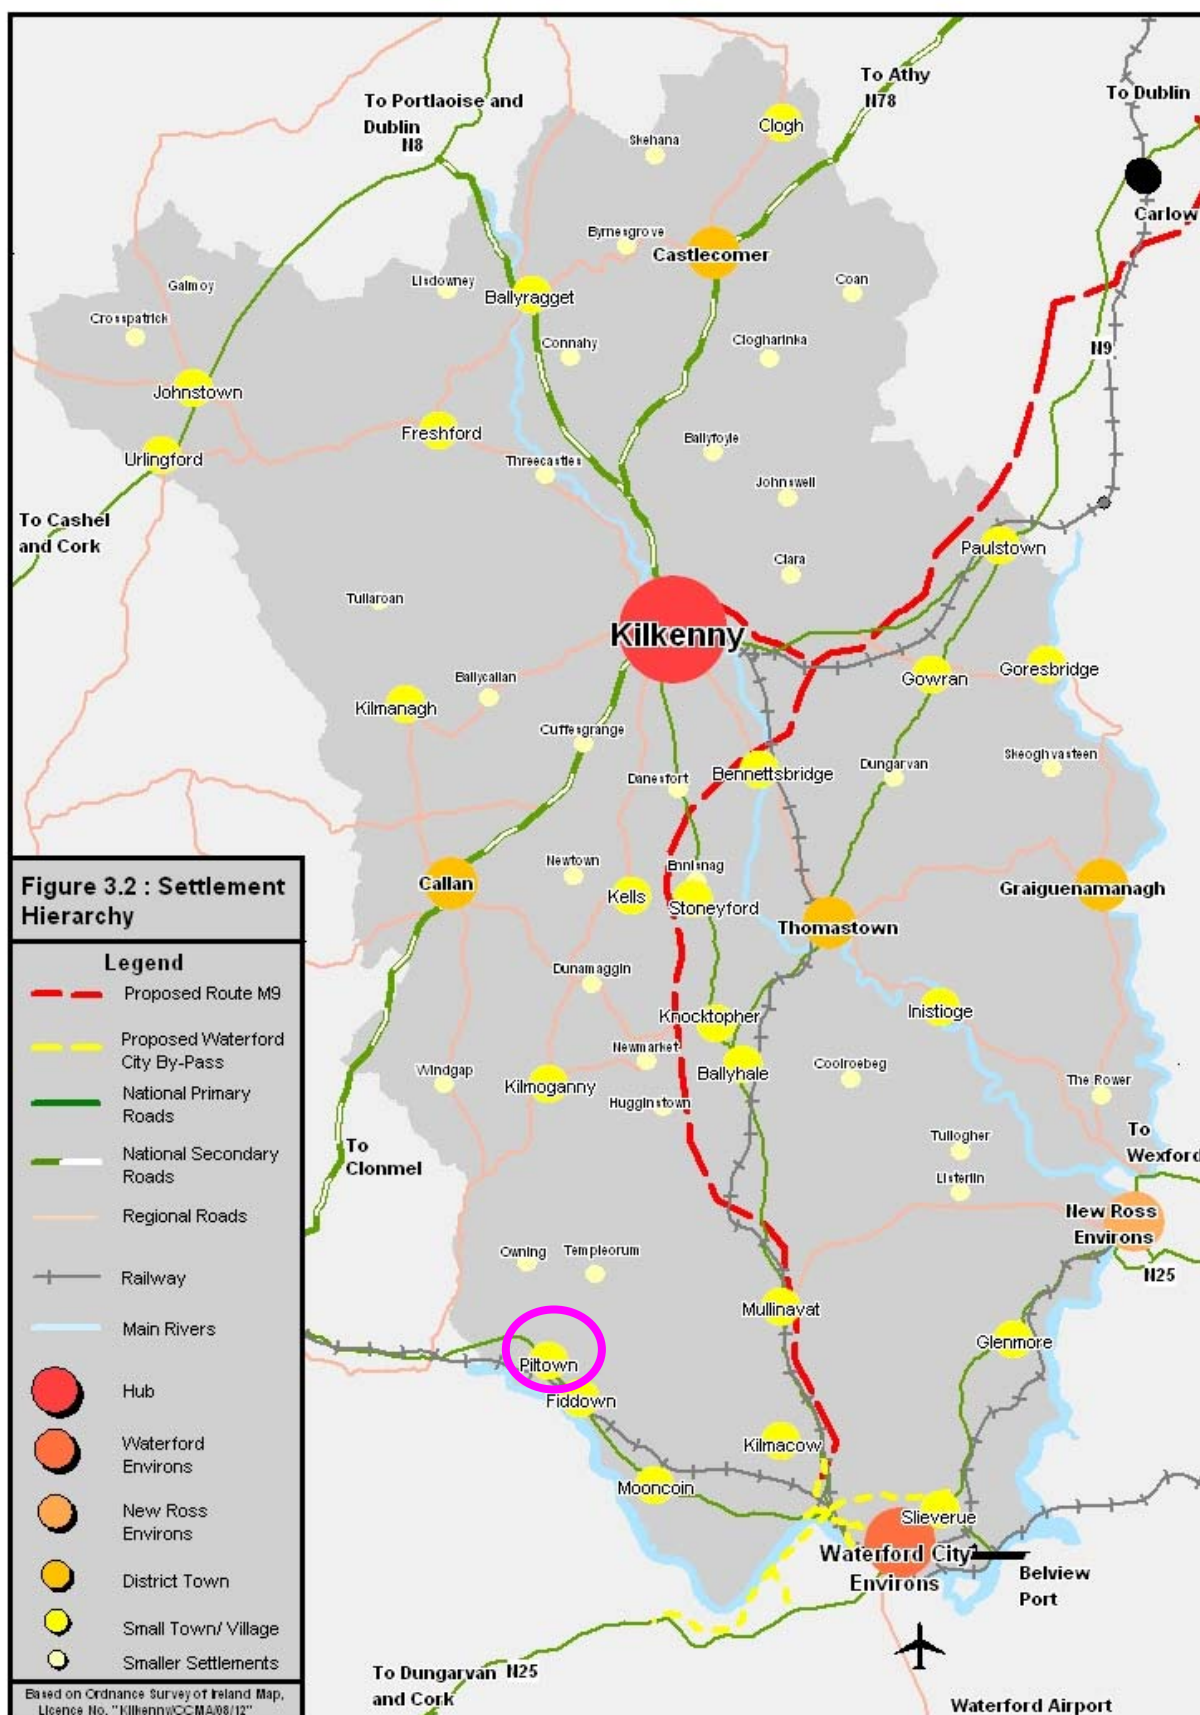 To Athy
N78
To Dublin
To Portlaoise and
Dublin
N8
Clogh
Skehana
Carlow
Byrnesgrove
Castlecomer
Galmoy
Lisdowney
Ballyragget
Coan
Crosspatrick
Connahy
Clogharinka
N9
Johnstown
Freshford
Ballyfoyle
Urlingford
Threecastles
Johnswell
To Cashel
and Cork
Paulstown
Clara
Tullaroan
Kilkenny
Ballycallan
Gowran
Goresbridge
Kilmanagh
Cuffesgrange
Danesfort
Bennettsbridge
Dungarvan
Skeoghvasteen
Newtown
Ennisnag
Callan
Kells
Stoneyford
Graiguenamanagh
Thomastown
Dunamaggin
Knocktopher
Inistioge
Newmarket
Windgap
Kilmoganny
Ballyhale
Coolroebeg
The Rower
Hugginstown
To
Clonmel
Tullogher
To
Wexford
Listerlin
New Ross
Environs
Owning
Templeorum
N25
Mullinavat
Glenmore
Piltown
Fiddown
Kilmacow
Mooncoin
Slieverue
Waterford City
Environs
Belview
Port
To Dungarvan N25
and Cork
Waterford Airport
Figure 3.2 : Settlement
Hierarchy
Legend
Proposed Route M9
Proposed Waterford
City By-Pass
National Primary
Roads
National Secondary
Roads
Regional Roads
Railway
Main Rivers
Hub
Waterford
Environs
New Ross
Environs
District Town
Small Town/ Village
Smaller Settlements
Based on Ordnance Survey of Ireland Map,
Licence No. "Kilkenny/CCMA/08/12"